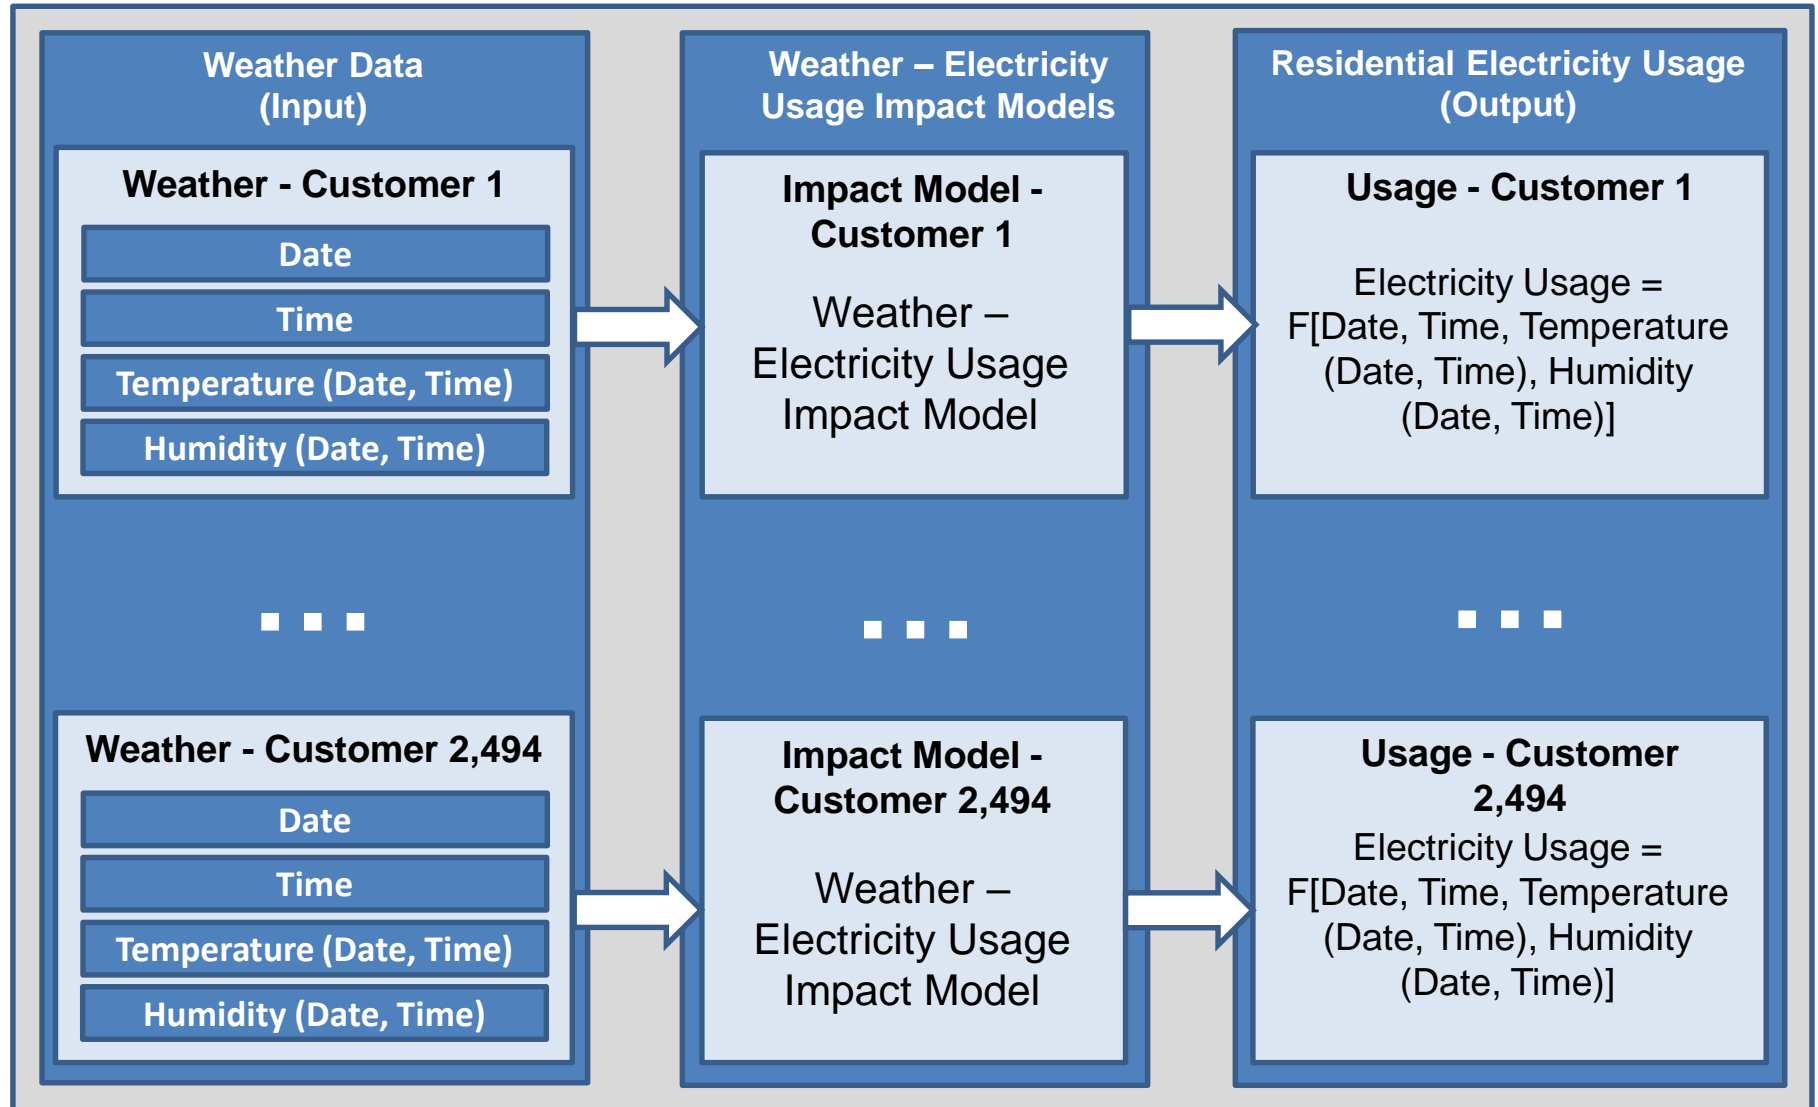 Weather Data
(Input)
Weather - Customer 1
Date
Time
Temperature (Date, Time)
Humidity (Date, Time)
...
Weather - Customer 2,494
Date
Time
Temperature (Date, Time)
Humidity (Date, Time)
Weather – Electricity
Usage Impact Models
Impact Model -
Customer 1
Weather –
Electricity Usage
Impact Model
...
Impact Model -
Customer 2,494
Weather –
Electricity Usage
Impact Model
Residential Electricity Usage
(Output)
Usage - Customer 1
Electricity Usage =
F[Date, Time, Temperature
(Date, Time), Humidity
(Date, Time)]
...
Usage - Customer
2,494
Electricity Usage =
F[Date, Time, Temperature
(Date, Time), Humidity
(Date, Time)]